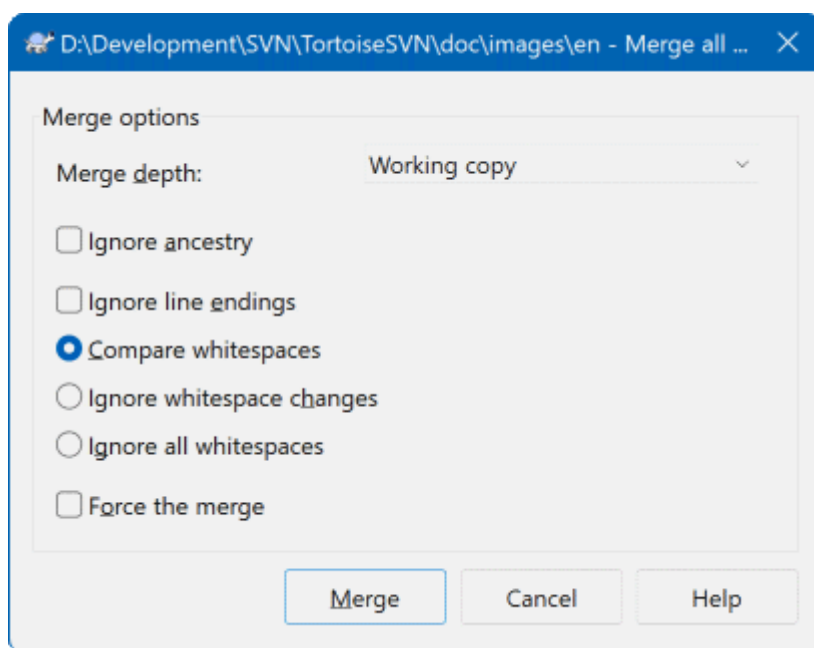 D:\Development\SVN\TortoiseSVN\doc\images\en - Merge all ...
Merge options
Merge depth: Working copy
Ignore ancestry
Ignore line endings
Compare whitespaces
Ignore whitespace changes
Ignore all whitespaces
Force the merge
Merge Cancel Help